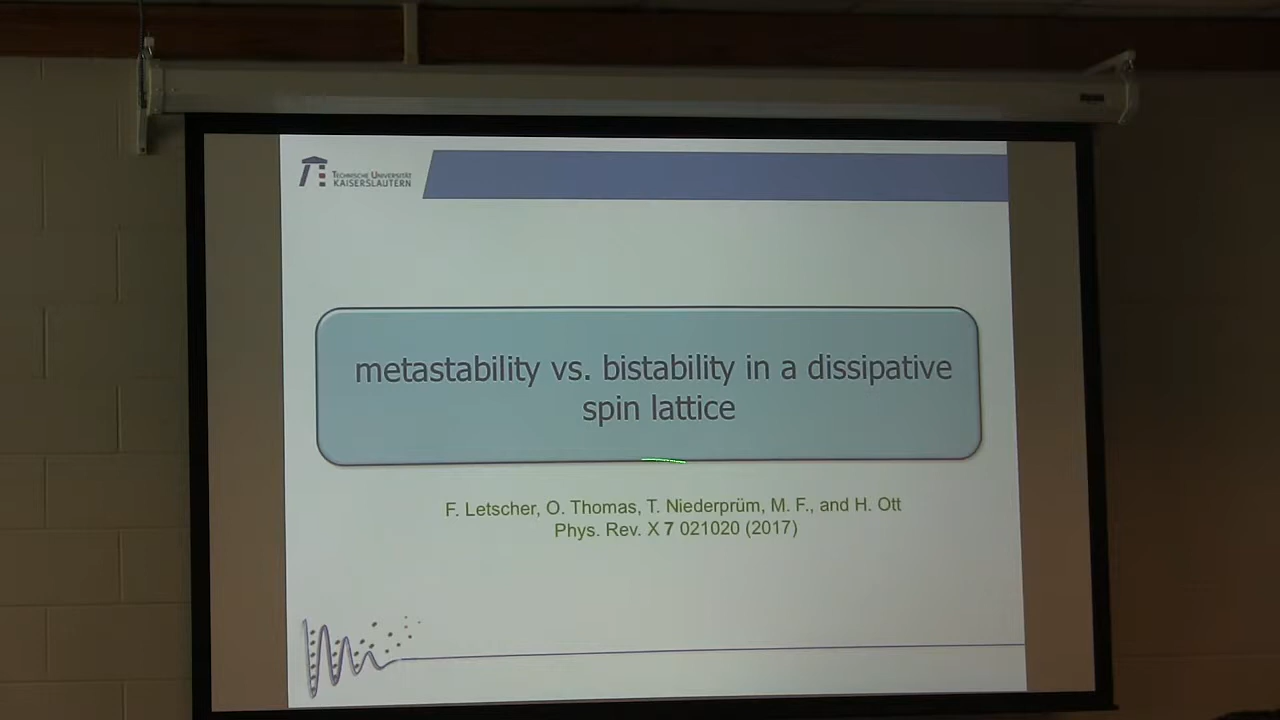 TECHNISCHE UNIVERSITÄT
KAISERSLAUTERN
metastability vs. bistability in a dissipative
spin lattice
F. Letscher, O. Thomas, T. Niederprüm, M. F., and H. Ott
Phys. Rev. X 7 021020 (2017)